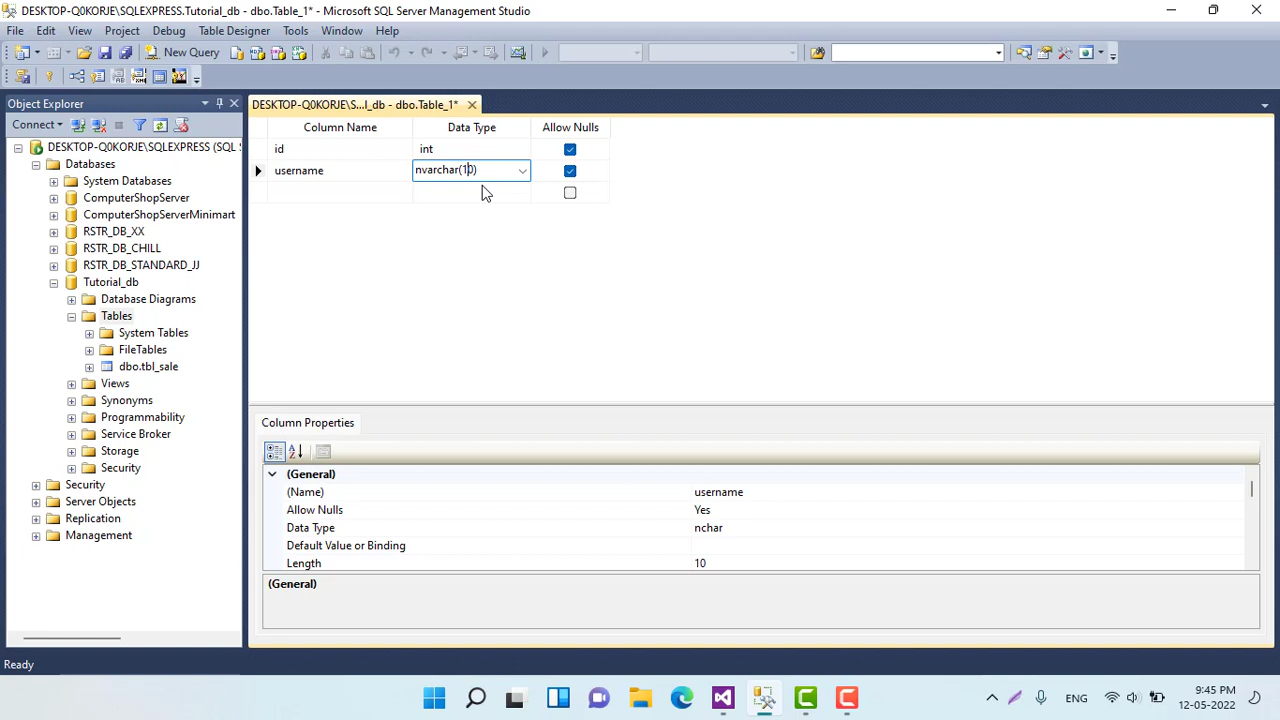 DESKTOP-Q0KORJE\SQLEXPRESS.Tutorial_db - dbo.Table_1* - Microsoft SQL Server Management Studio
File Edit View Project Debug Table Designer Tools Window Help
New Query
Object Explorer
Connect
DESKTOP-Q0KORJE\SQLEXPRESS (SQL S
Databases
System Databases
ComputerShopServer
ComputerShopServerMinimart
RSTR_DB_XX
RSTR_DB_CHILL
RSTR_DB_STANDARD_JJ
Tutorial_db
Database Diagrams
Tables
System Tables
FileTables
dbo.tbl_sale
Views
Synonyms
Programmability
Service Broker
Storage
Security
Security
Server Objects
Replication
Management
DESKTOP-Q0KORJE\S...l_db - dbo.Table_1*
Column Name Data Type Allow Nulls
id int
username nvarchar(10)
Column Properties
(General)
(Name) username
Allow Nulls Yes
Data Type nchar
Default Value or Binding
Length 10
(General)
Ready
ENG
9:45 PM
12-05-2022